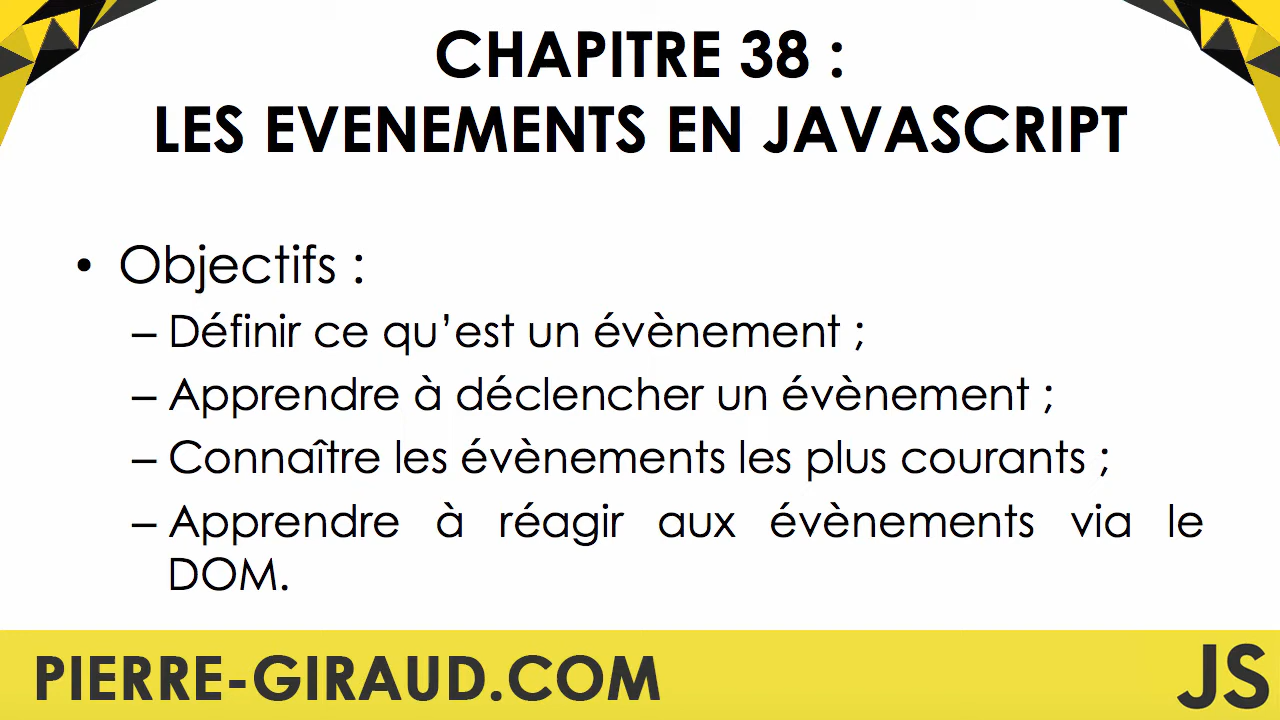 CHAPITRE 38 :
LES EVENEMENTS EN JAVASCRIPT
• Objectifs :
– Définir ce qu’est un évènement ;
– Apprendre à déclencher un évènement ;
– Connaître les évènements les plus courants ;
– Apprendre à réagir aux évènements via le
DOM.
PIERRE-GIRAUD.COM
JS